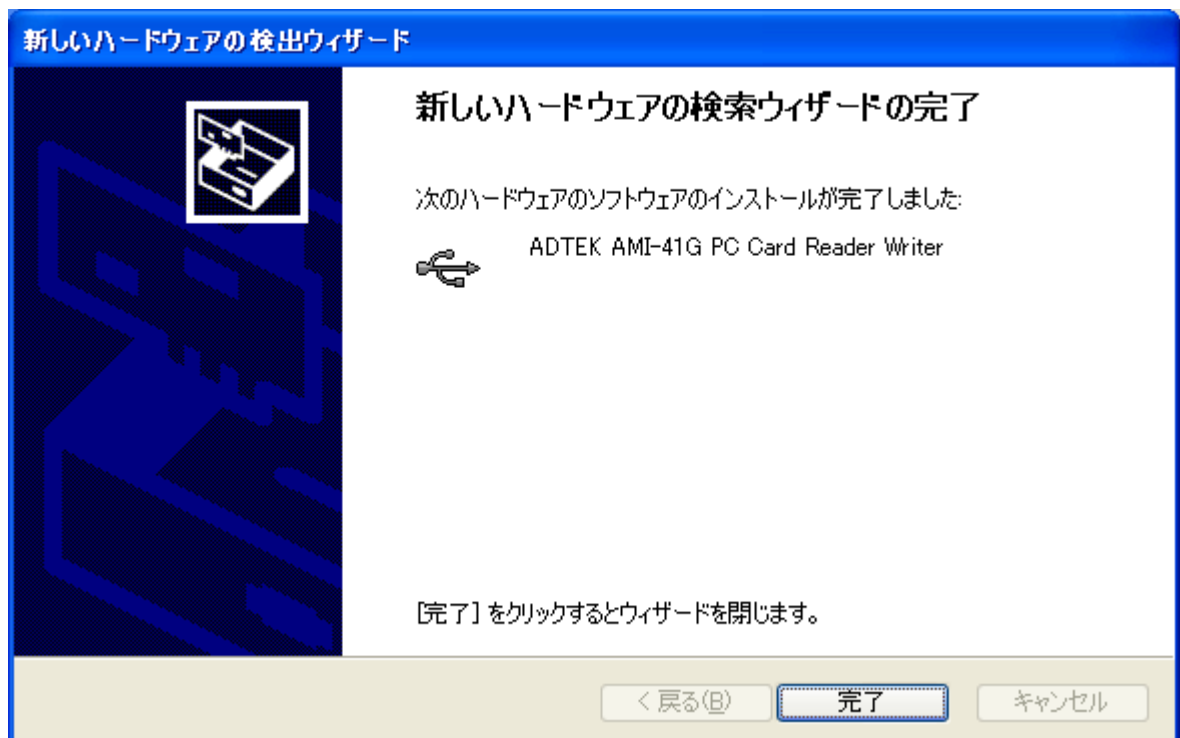 新しいハードウェアの検出ウィザード
新しいハードウェアの検索ウィザードの完了
次のハードウェアのソフトウェアのインストールが完了しました:
ADTEK AMI-41G PC Card Reader Writer
[完了] をクリックするとウィザードを閉じます。
< 戻る(B)
完了
キャンセル